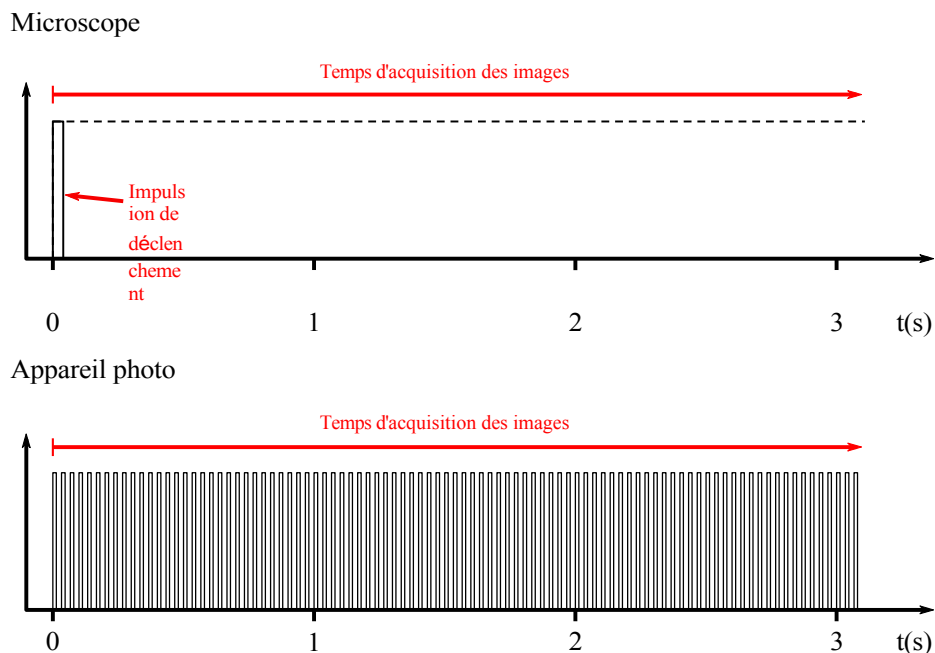 Microscope
Temps d'acquisition des images
Impuls
ion de
déclen
cheme
nt
0 1 2 3 t(s)
Appareil photo
Temps d'acquisition des images
0 1 2 3 t(s)